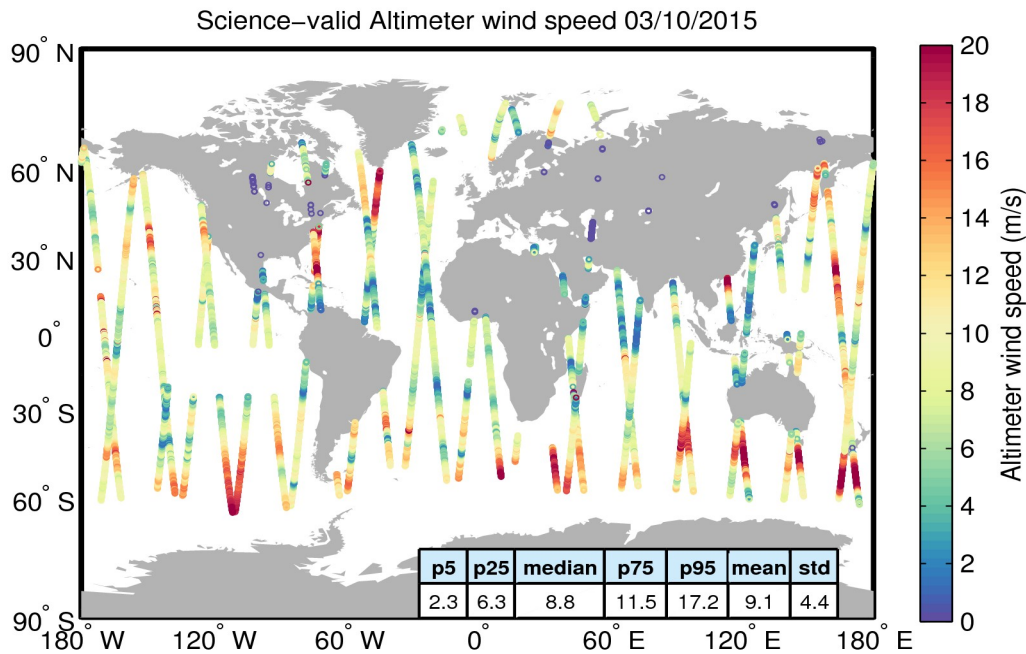 Science−valid Altimeter wind speed 03/10/2015
90° N
60° N
30° N
0°
30° S
60° S
90° S
180° W
120° W
60° W
0°
60° E
120° E
180° E
p5 p25 median p75 p95 mean std
2.3 6.3 8.8 11.5 17.2 9.1 4.4
20
18
16
14
12
10
8
6
4
2
0
Altimeter wind speed (m/s)